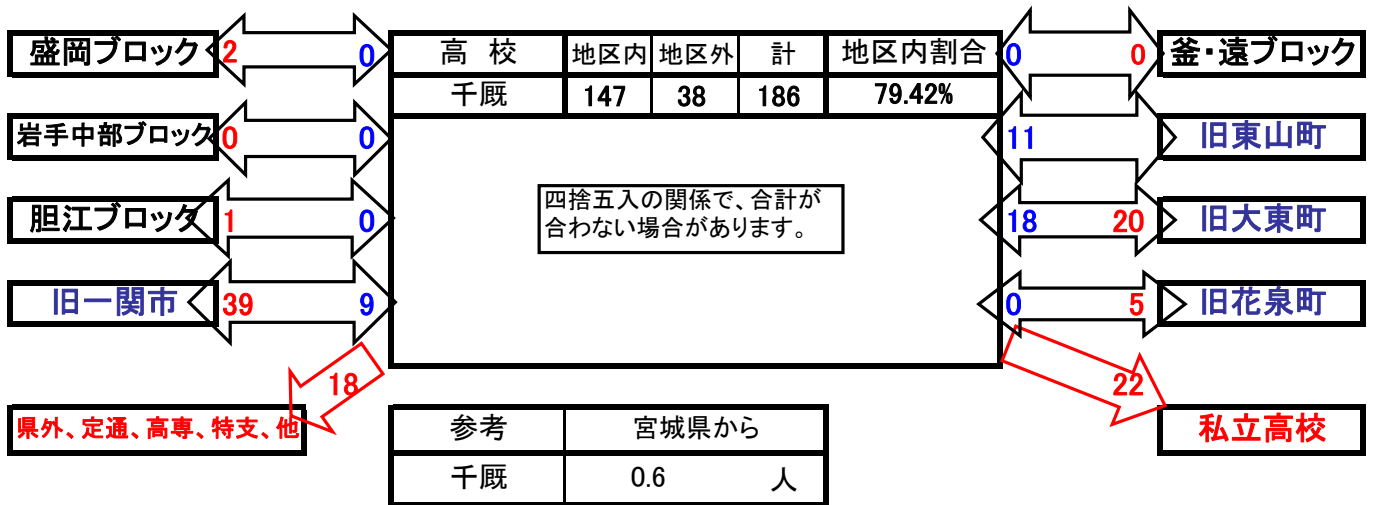 盛岡ブロック 2 0
高 校 地区内 地区外 計 地区内割合
千厩 147 38 186 79.42%
0 0 釜・遠ブロック
岩手中部ブロック 0 0
11 旧東山町
四捨五入の関係で、合計が
合わない場合があります。
胆江ブロック 1 0
18 20 旧大東町
旧一関市 39 9
0 5 旧花泉町
18
22
県外、定通、高専、特支、他
私立高校
参考 宮城県から
千厩 0.6 人